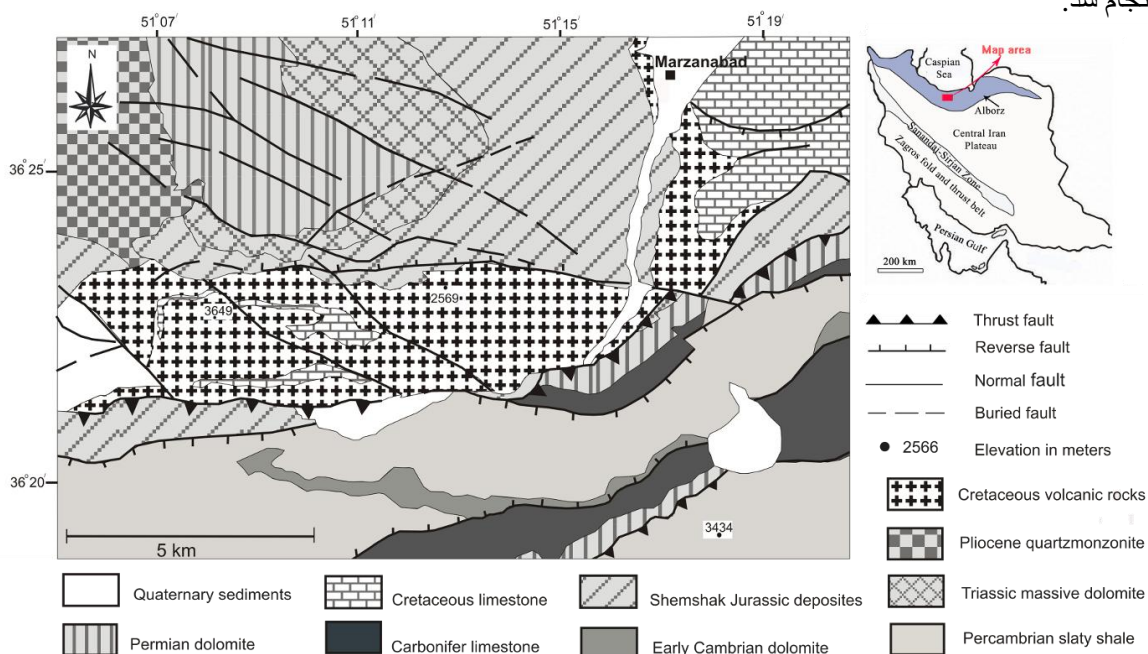 نجام شد.
51°07′
51°11′
51°15′
51°19′
N
Marzanabad
36°25′
2569
3649
36°20′
3434
5 km
Map area
Caspian
Sea
Alborz
Central Iran
Plateau
Sanandaj-Sirjan Zone
Zagros fold and thrust belt
Persian Gulf
200 km
Thrust fault
Reverse fault
Normal fault
Buried fault
2566 Elevation in meters
Cretaceous volcanic rocks
Pliocene quartzmonzonite
Quaternary sediments
Cretaceous limestone
Shemshak Jurassic deposites
Triassic massive dolomite
Permian dolomite
Carbonifer limestone
Early Cambrian dolomite
Percambrian slaty shale